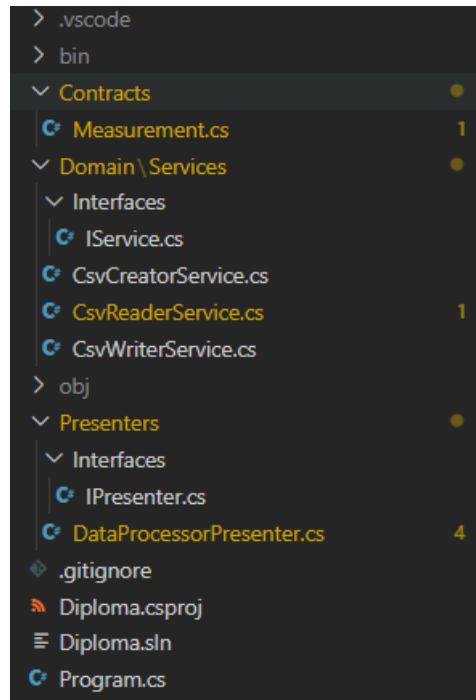 .vscode
bin
Contracts
C# Measurement.cs 1
Domain\Services
Interfaces
C# IService.cs
C# CsvCreatorService.cs
C# CsvReaderService.cs 1
C# CsvWriterService.cs
obj
Presenters
Interfaces
C# IPresenter.cs
C# DataProcessorPresenter.cs 4
.gitignore
Diploma.csproj
Diploma.sln
C# Program.cs